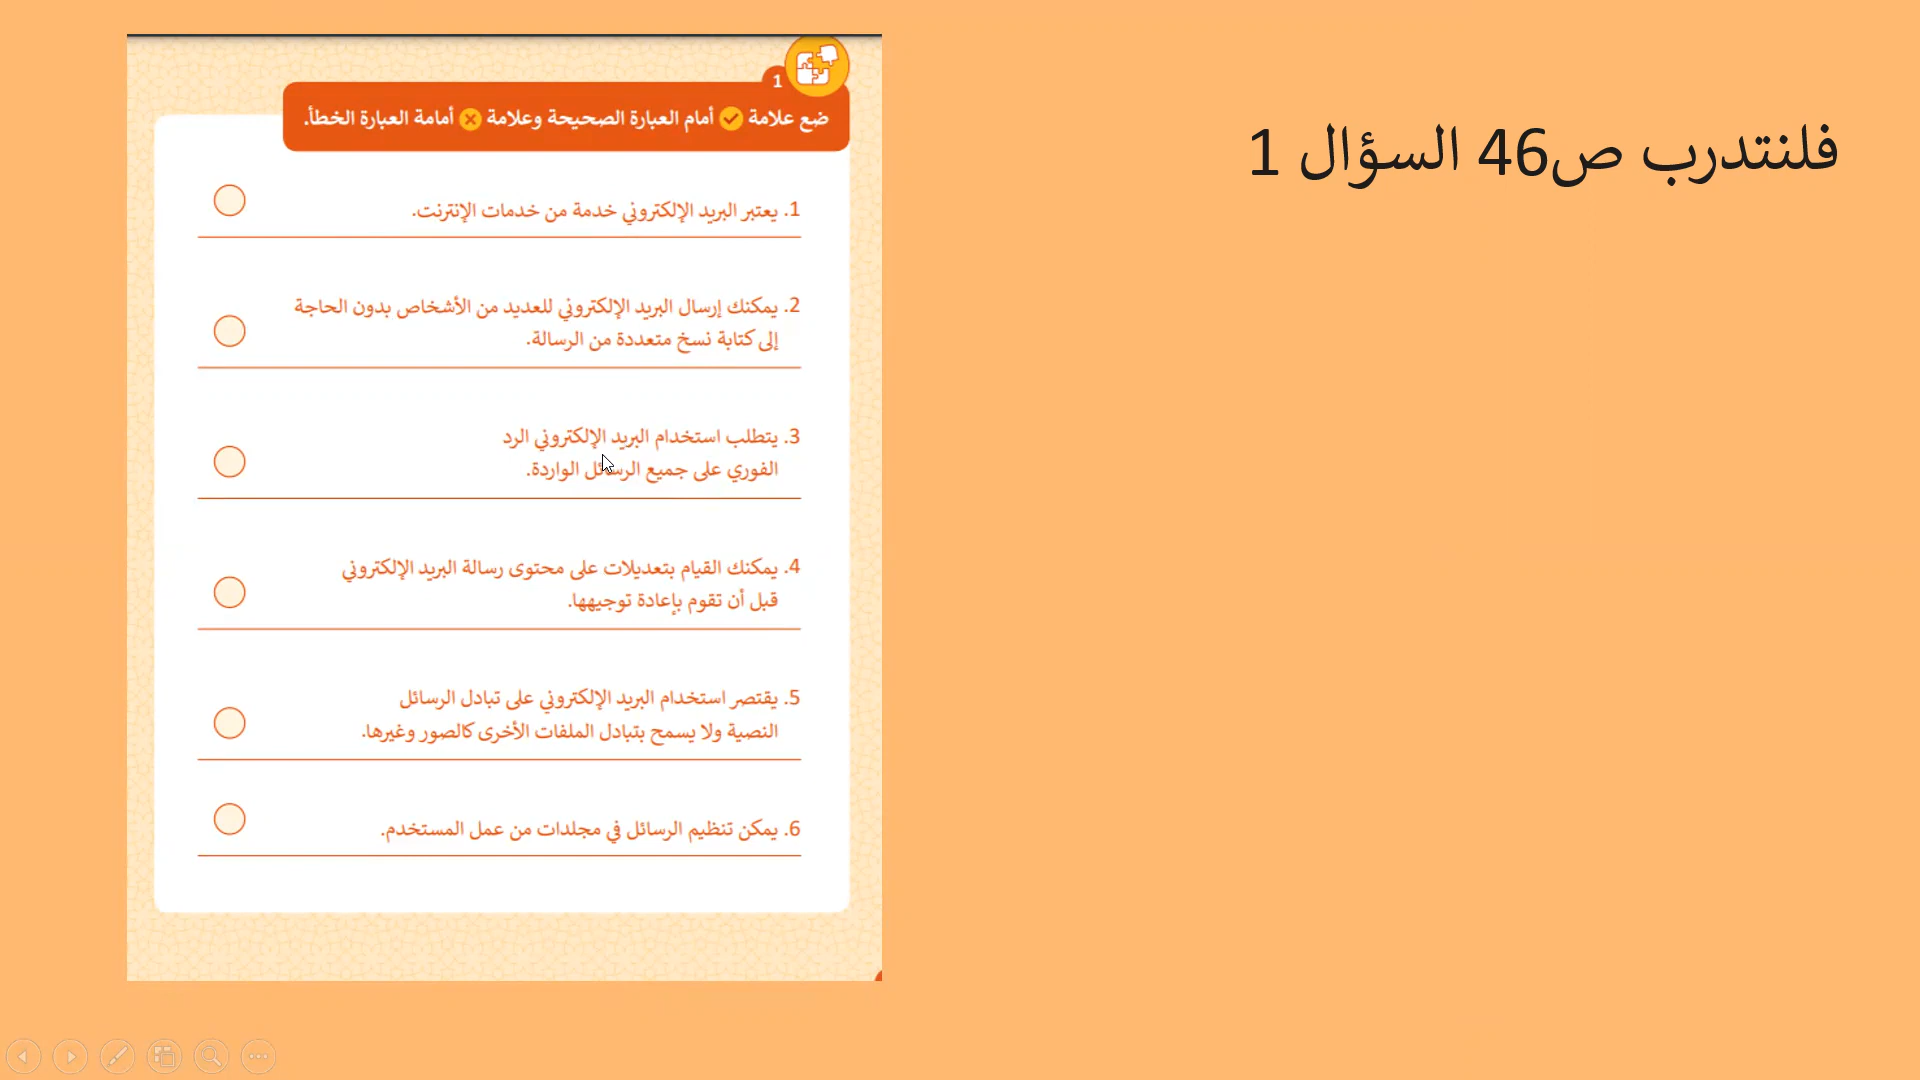 فلنتدرب ص46 السؤال 1
1
ضع علامة أمام العبارة الصحيحة وعلامة أمامة العبارة الخطأ.
1. يعتبر البريد الإلكتروني خدمة من خدمات الإنترنت.
2. يمكنك إرسال البريد الإلكتروني للعديد من الأشخاص بدون الحاجة
إلى كتابة نسخ متعددة من الرسالة.
3. يتطلب استخدام البريد الإلكتروني الرد
الفوري على جميع الرسائل الواردة.
4. يمكنك القيام بتعديلات على محتوى رسالة البريد الإلكتروني
قبل أن تقوم بإعادة توجيهها.
5. يقتصر استخدام البريد الإلكتروني على تبادل الرسائل
النصية ولا يسمح بتبادل الملفات الأخرى كالصور وغيرها.
6. يمكن تنظيم الرسائل في مجلدات من عمل المستخدم.